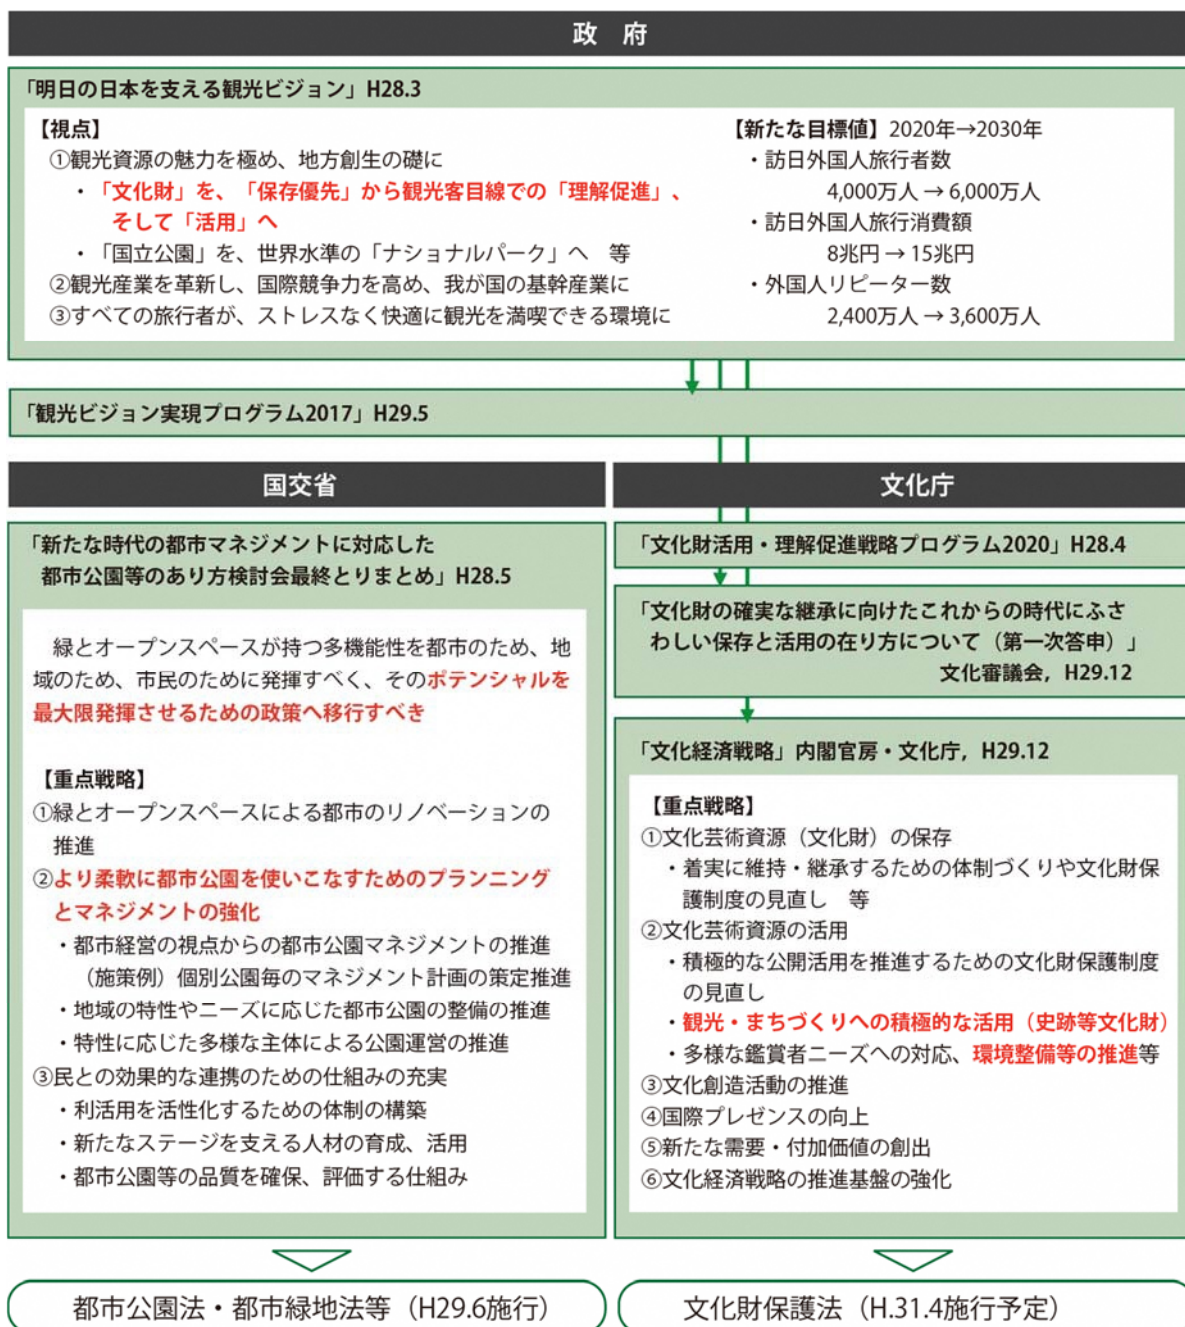 政 府
「明日の日本を支える観光ビジョン」H28.3
【視点】
①観光資源の魅力を極め、地方創生の礎に
・「文化財」を、「保存優先」から観光客目線での「理解促進」、
そして「活用」へ
・「国立公園」を、世界水準の「ナショナルパーク」へ 等
②観光産業を革新し、国際競争力を高め、我が国の基幹産業に
③すべての旅行者が、ストレスなく快適に観光を満喫できる環境に
【新たな目標値】2020年→2030年
・訪日外国人旅行者数
4,000万人 → 6,000万人
・訪日外国人旅行消費額
8兆円 → 15兆円
・外国人リピーター数
2,400万人 → 3,600万人
「観光ビジョン実現プログラム2017」H29.5
国交省
「新たな時代の都市マネジメントに対応した
都市公園等のあり方検討会最終とりまとめ」H28.5
緑とオープンスペースが持つ多機能性を都市のため、地
域のため、市民のために発揮すべく、そのポテンシャルを
最大限発揮させるための政策へ移行すべき
【重点戦略】
①緑とオープンスペースによる都市のリノベーションの
推進
②より柔軟に都市公園を使いこなすためのプランニング
とマネジメントの強化
・都市経営の視点からの都市公園マネジメントの推進
（施策例）個別公園毎のマネジメント計画の策定推進
・地域の特性やニーズに応じた都市公園の整備の推進
・特性に応じた多様な主体による公園運営の推進
③民との効果的な連携のための仕組みの充実
・利活用を活性化するための体制の構築
・新たなステージを支える人材の育成、活用
・都市公園等の品質を確保、評価する仕組み
都市公園法・都市緑地法等（H29.6施行）
文化庁
「文化財活用・理解促進戦略プログラム2020」H28.4
「文化財の確実な継承に向けたこれからの時代にふさ
わしい保存と活用の在り方について（第一次答申）」
文化審議会，H29.12
「文化経済戦略」内閣官房・文化庁，H29.12
【重点戦略】
①文化芸術資源（文化財）の保存
・着実に維持・継承するための体制づくりや文化財保
護制度の見直し 等
②文化芸術資源の活用
・積極的な公開活用を推進するための文化財保護制度
の見直し
・観光・まちづくりへの積極的な活用（史跡等文化財）
・多様な鑑賞者ニーズへの対応、環境整備等の推進等
③文化創造活動の推進
④国際プレゼンスの向上
⑤新たな需要・付加価値の創出
⑥文化経済戦略の推進基盤の強化
文化財保護法（H.31.4施行予定）